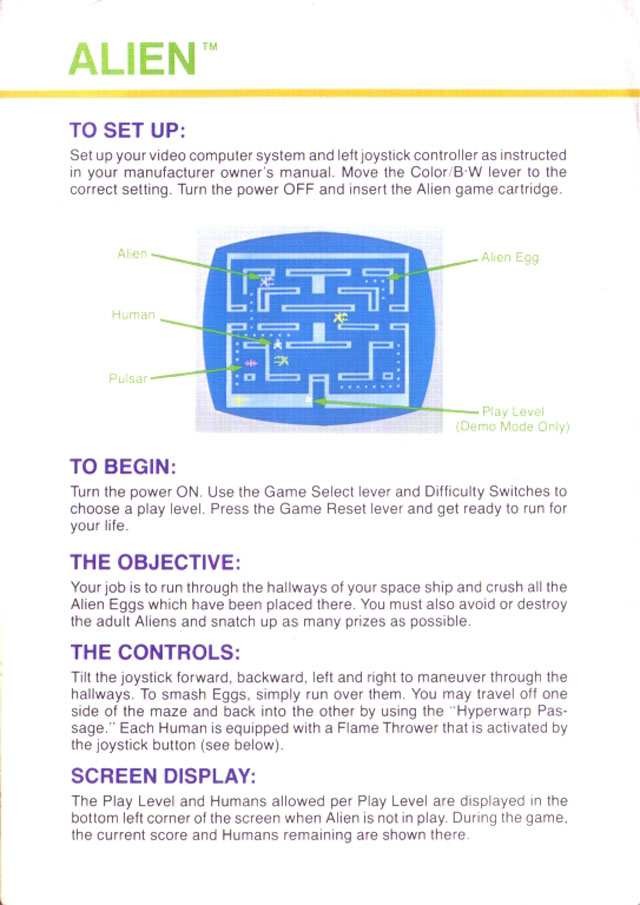 ALIEN™
TO SET UP:
Set up your video computer system and left joystick controller as instructed
in your manufacturer owner's manual. Move the Color/B·W lever to the
correct setting. Turn the power OFF and insert the Alien game cartridge.
Alien
Alien Egg
Human
Pulsar
Play Level
(Demo Mode Only)
TO BEGIN:
Turn the power ON. Use the Game Select lever and Difficulty Switches to
choose a play level. Press the Game Reset lever and get ready to run for
your life.
THE OBJECTIVE:
Your job is to run through the hallways of your space ship and crush all the
Alien Eggs which have been placed there. You must also avoid or destroy
the adult Aliens and snatch up as many prizes as possible.
THE CONTROLS:
Tilt the joystick forward, backward, left and right to maneuver through the
hallways. To smash Eggs, simply run over them. You may travel off one
side of the maze and back into the other by using the "Hyperwarp Pas-
sage." Each Human is equipped with a Flame Thrower that is activated by
the joystick button (see below).
SCREEN DISPLAY:
The Play Level and Humans allowed per Play Level are displayed in the
bottom left corner of the screen when Alien is not in play. During the game,
the current score and Humans remaining are shown there.